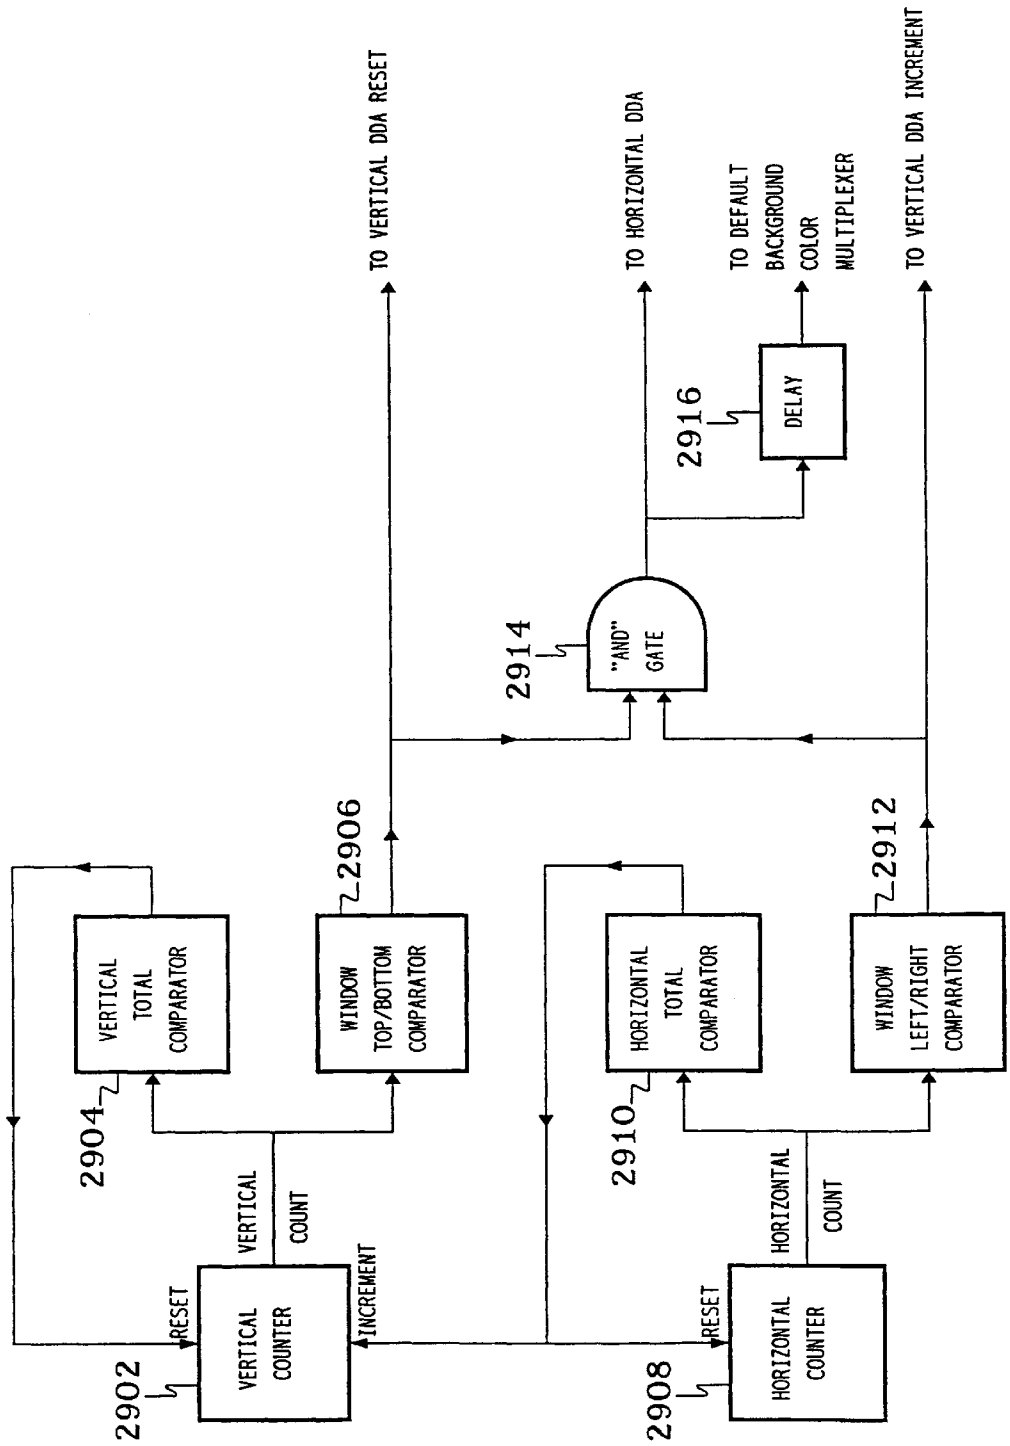 2902
VERTICAL
COUNTER
RESET
INCREMENT
VERTICAL
COUNT
2904
VERTICAL
TOTAL
COMPARATOR
2906
WINDOW
TOP/BOTTOM
COMPARATOR
TO VERTICAL DDA RESET
2908
HORIZONTAL
COUNTER
RESET
HORIZONTAL
COUNT
2910
HORIZONTAL
TOTAL
COMPARATOR
2912
WINDOW
LEFT/RIGHT
COMPARATOR
2914
"AND"
GATE
TO HORIZONTAL DDA
2916
DELAY
TO DEFAULT
BACKGROUND
COLOR
MULTIPLEXER
TO VERTICAL DDA INCREMENT